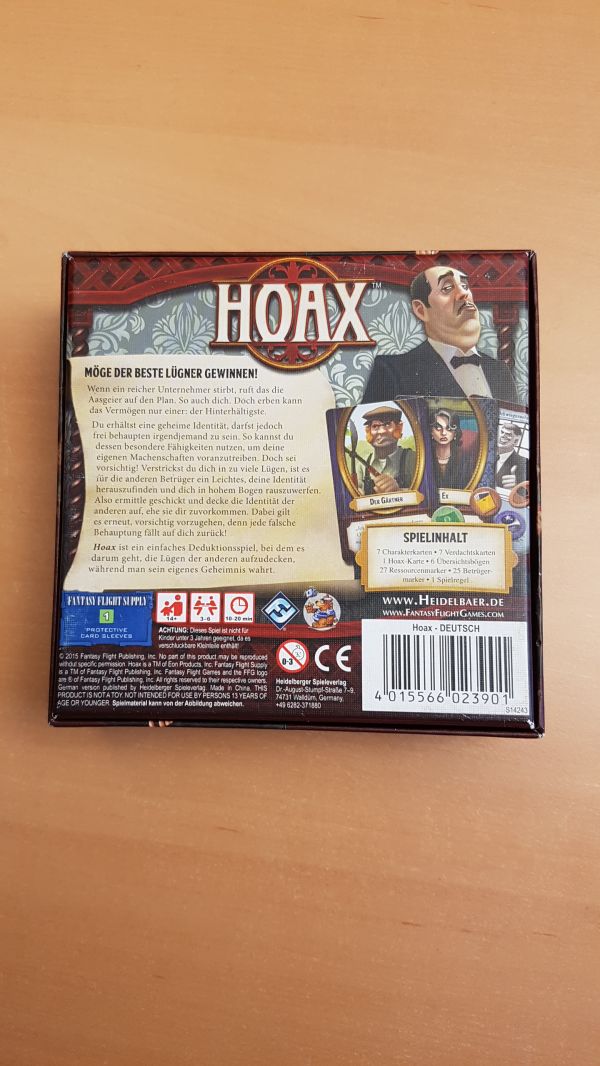 HOAX™
MÖGE DER BESTE LÜGNER GEWINNEN!
Wenn ein reicher Unternehmer stirbt, ruft das die
Aasgeier auf den Plan. So auch dich. Doch erben kann
das Vermögen nur einer: der Hinterhältigste.
Du erhältst eine geheime Identität, darfst jedoch
frei behaupten irgendjemand zu sein. So kannst du
dessen besondere Fähigkeiten nutzen, um deine
eigenen Machenschaften voranzutreiben. Doch sei
vorsichtig! Verstrickst du dich in zu viele Lügen, ist es
für die anderen Betrüger ein Leichtes, deine Identität
herauszufinden und dich in hohem Bogen rauszuwerfen.
Also ermittle geschickt und decke die Identität der
anderen auf, ehe sie dir zuvorkommen. Dabei gilt
es erneut, vorsichtig vorzugehen, denn jede falsche
Behauptung fällt auf dich zurück!
Hoax ist ein einfaches Deduktionsspiel, bei dem es
darum geht, die Lügen der anderen aufzudecken,
während man sein eigenes Geheimnis wahrt.
DER GÄRTNER
EX
SPIELINHALT
7 Charakterkarten • 7 Verdachtskarten
1 Hoax-Karte • 6 Übersichtsbögen
27 Ressourcenmarker • 25 Betrüger-
marker • 1 Spielregel
WWW.HEIDELBAER.DE
WWW.FANTASYFLIGHTGAMES.COM
FANTASY FLIGHT SUPPLY
1
PROTECTIVE
CARD SLEEVES
14+
3-6
10-20 min
ACHTUNG: Dieses Spiel ist nicht für
Kinder unter 3 Jahren geeignet, da es
verschluckbare Kleinteile enthält!
© 2015 Fantasy Flight Publishing, Inc. No part of this product may be reproduced
without specific permission. Hoax is a TM of Eon Products, Inc. Fantasy Flight Supply
is a TM of Fantasy Flight Publishing, Inc. Fantasy Flight Games and the FFG logo
are ® of Fantasy Flight Publishing, Inc. All rights reserved to their respective owners.
German version published by Heidelberger Spieleverlag. Made in China. THIS
PRODUCT IS NOT A TOY. NOT INTENDED FOR USE BY PERSONS 13 YEARS OF
AGE OR YOUNGER. Spielmaterial kann von der Abbildung abweichen.
0-3
CE
Heidelberger Spieleverlag
Dr.-August-Stumpf-Straße 7–9,
74731 Walldürn, Germany,
+49 6282-371880
Hoax - DEUTSCH
4 015566 023901
S14243